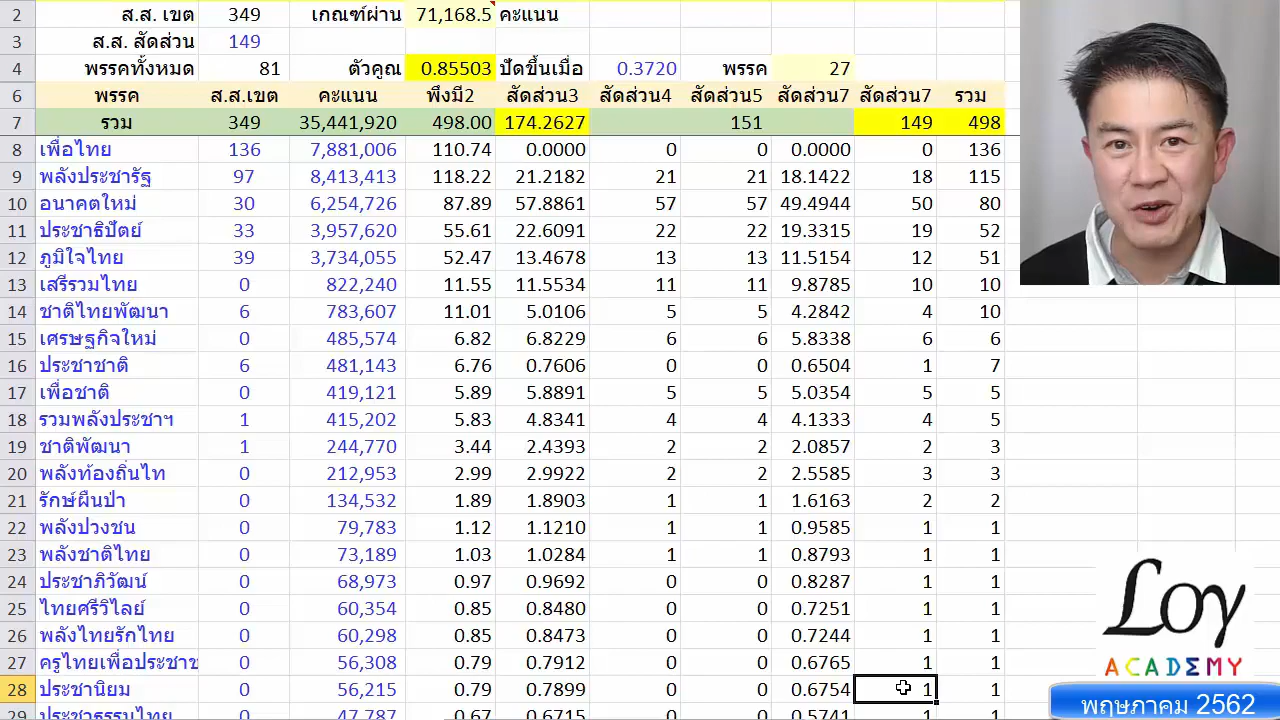 2 ส.ส. เขต 349 เกณฑ์ผ่าน 71,168.5 คะแนน
3 ส.ส. สัดส่วน 149
4 พรรคทั้งหมด 81 ตัวคูณ 0.85503 ปัดขึ้นเมื่อ 0.3720 พรรค 27
6 พรรค ส.ส.เขต คะแนน พึงมี2 สัดส่วน3 สัดส่วน4 สัดส่วน5 สัดส่วน7 สัดส่วน7 รวม
7 รวม 349 35,441,920 498.00 174.2627 151 149 498
8 เพื่อไทย 136 7,881,006 110.74 0.0000 0 0 0.0000 0 136
9 พลังประชารัฐ 97 8,413,413 118.22 21.2182 21 21 18.1422 18 115
10 อนาคตใหม่ 30 6,254,726 87.89 57.8861 57 57 49.4944 50 80
11 ประชาธิปัตย์ 33 3,957,620 55.61 22.6091 22 22 19.3315 19 52
12 ภูมิใจไทย 39 3,734,055 52.47 13.4678 13 13 11.5154 12 51
13 เสรีรวมไทย 0 822,240 11.55 11.5534 11 11 9.8785 10 10
14 ชาติไทยพัฒนา 6 783,607 11.01 5.0106 5 5 4.2842 4 10
15 เศรษฐกิจใหม่ 0 485,574 6.82 6.8229 6 6 5.8338 6 6
16 ประชาชาติ 6 481,143 6.76 0.7606 0 0 0.6504 1 7
17 เพื่อชาติ 0 419,121 5.89 5.8891 5 5 5.0354 5 5
18 รวมพลังประชาฯ 1 415,202 5.83 4.8341 4 4 4.1333 4 5
19 ชาติพัฒนา 1 244,770 3.44 2.4393 2 2 2.0857 2 3
20 พลังท้องถิ่นไท 0 212,953 2.99 2.9922 2 2 2.5585 3 3
21 รักษ์ผืนป่า 0 134,532 1.89 1.8903 1 1 1.6163 2 2
22 พลังปวงชน 0 79,783 1.12 1.1210 1 1 0.9585 1 1
23 พลังชาติไทย 0 73,189 1.03 1.0284 1 1 0.8793 1 1
24 ประชาภิวัฒน์ 0 68,973 0.97 0.9692 0 0 0.8287 1 1
25 ไทยศรีวิไลย์ 0 60,354 0.85 0.8480 0 0 0.7251 1 1
26 พลังไทยรักไทย 0 60,298 0.85 0.8473 0 0 0.7244 1 1
27 ครูไทยเพื่อประชาช 0 56,308 0.79 0.7912 0 0 0.6765 1 1
28 ประชานิยม 0 56,215 0.79 0.7899 0 0 0.6754 1 1
29 ประชาธรรมไทย 0 47,787 0.67 0.6715 0 0 0.5741 1 1
Loy
ACADEMY
พฤษภาคม 2562